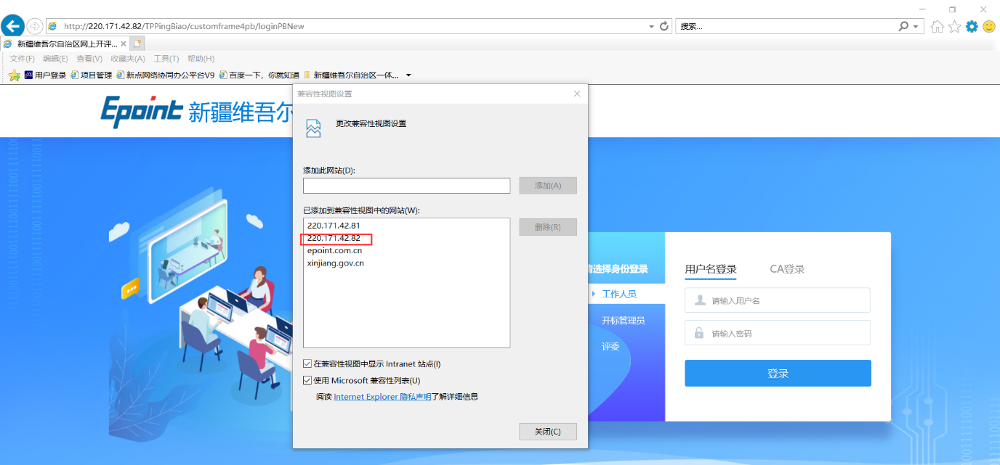 http://220.171.42.82/TPPingBiao/customframe4pb/loginPBNew
搜索...
新疆维吾尔自治区网上开评...
文件(F) 编辑(E) 查看(V) 收藏夹(A) 工具(T) 帮助(H)
用户登录 项目管理 新点网络协同办公平台V9 百度一下，你就知道 新疆维吾尔自治区一体...
兼容性视图设置
Epoint 新疆维吾尔
更改兼容性视图设置
添加此网站(D):
添加(A)
已添加到兼容性视图中的网站(W):
220.171.42.81
删除(R)
220.171.42.82
epoint.com.cn
xinjiang.gov.cn
请选择身份登录
工作人员
开标管理员
评委
用户名登录 CA登录
请输入用户名
请输入密码
登录
在兼容性视图中显示 Intranet 站点(I)
使用 Microsoft 兼容性列表(U)
阅读 Internet Explorer 隐私声明了解详细信息
关闭(C)